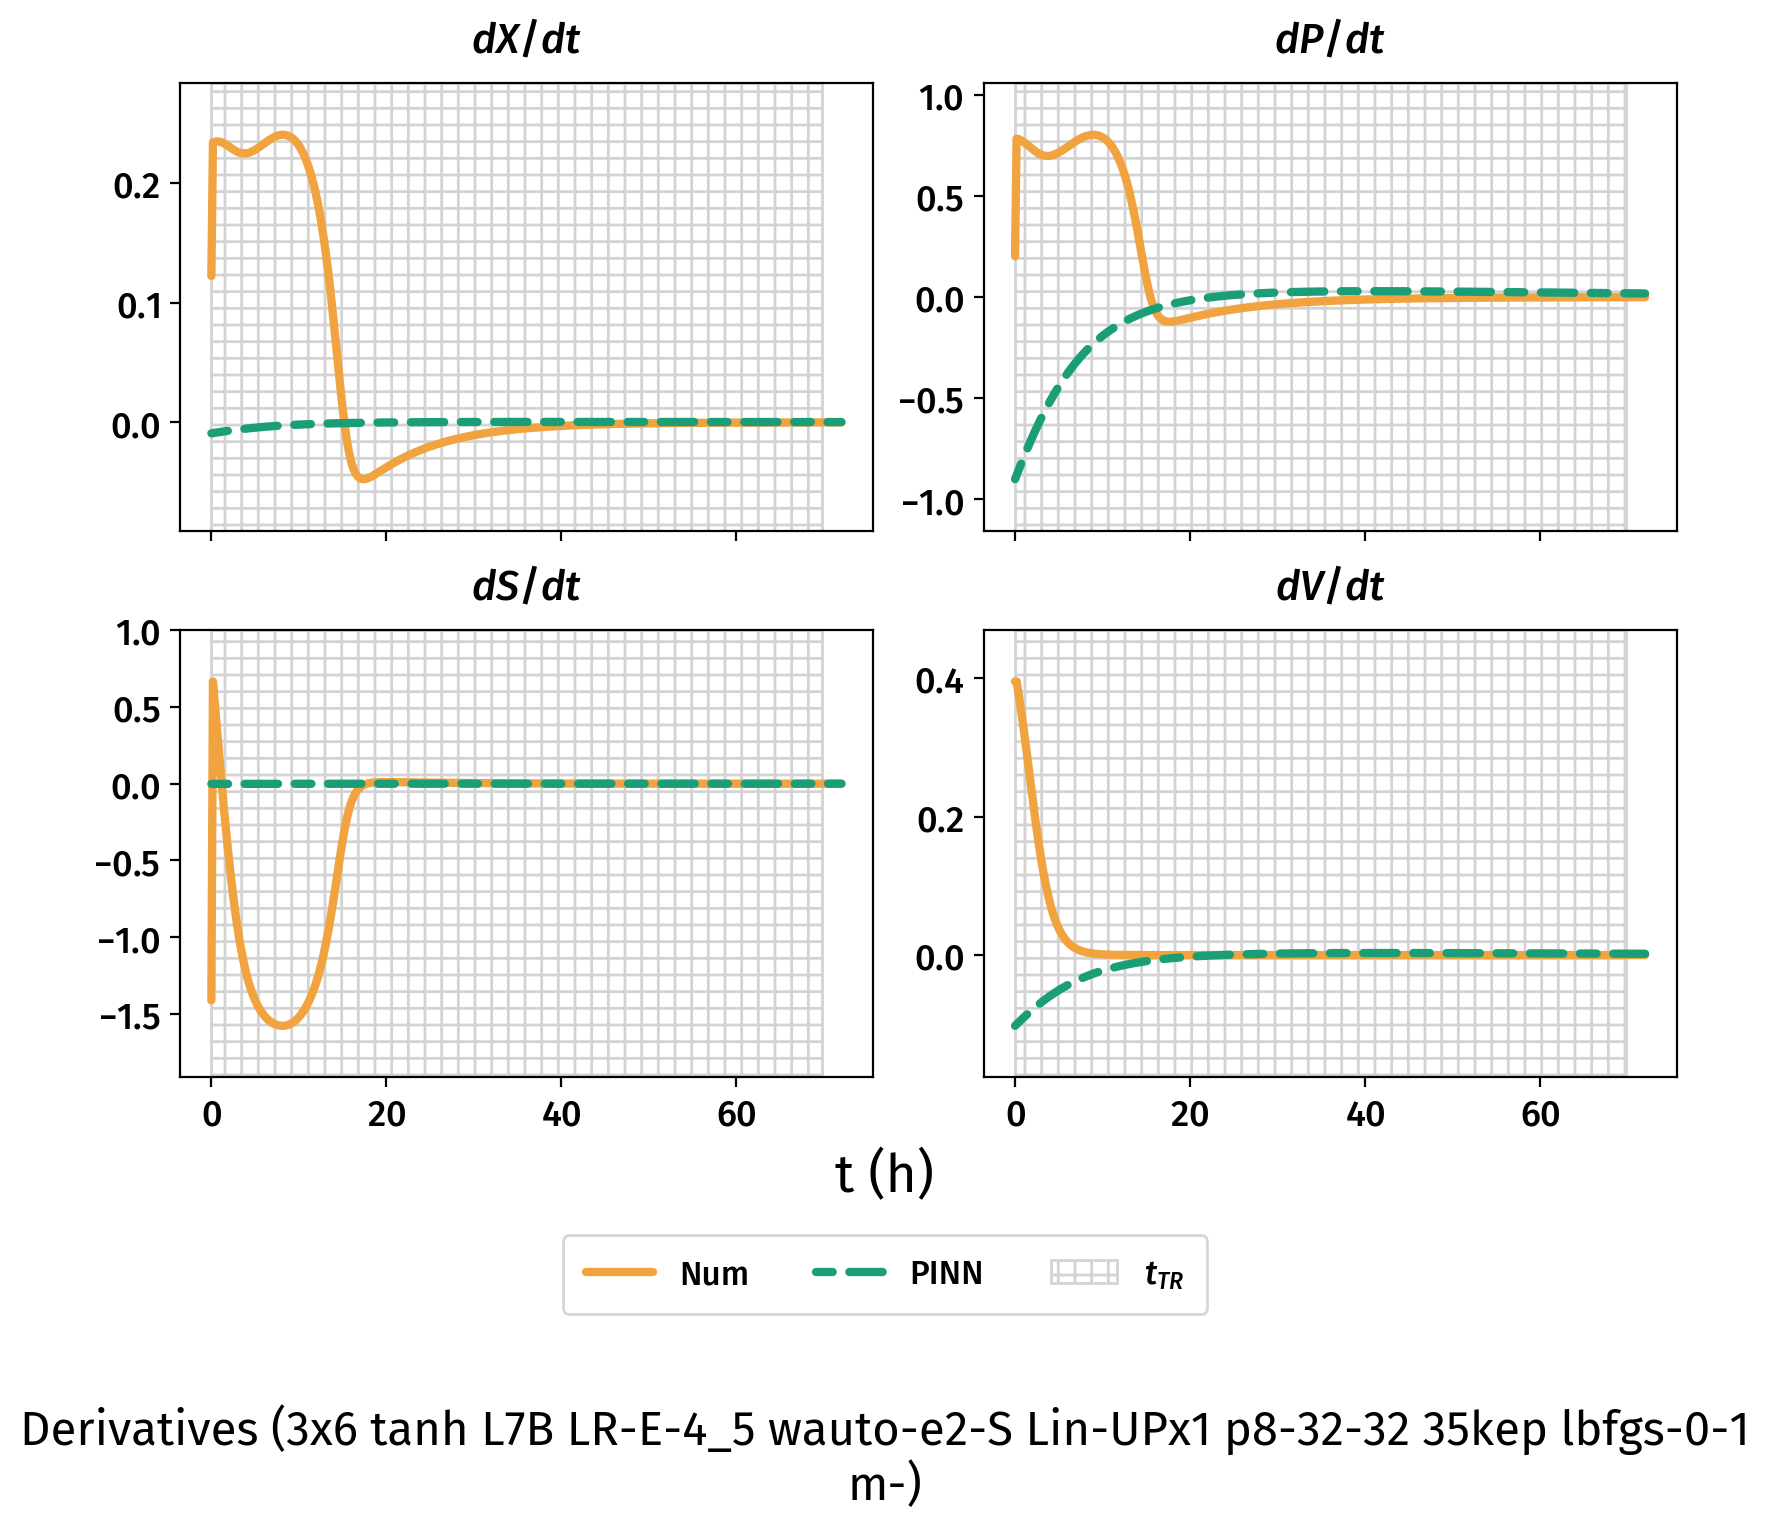 dX/dt
dP/dt
0.2
0.1
0.0
1.0
0.5
0.0
−0.5
−1.0
dS/dt
dV/dt
1.0
0.5
0.0
−0.5
−1.0
−1.5
0.4
0.2
0.0
0 20 40 60
0 20 40 60
t (h)
Num PINN t_TR
Derivatives (3x6 tanh L7B LR-E-4_5 wauto-e2-S Lin-UPx1 p8-32-32 35kep lbfgs-0-1
m-)